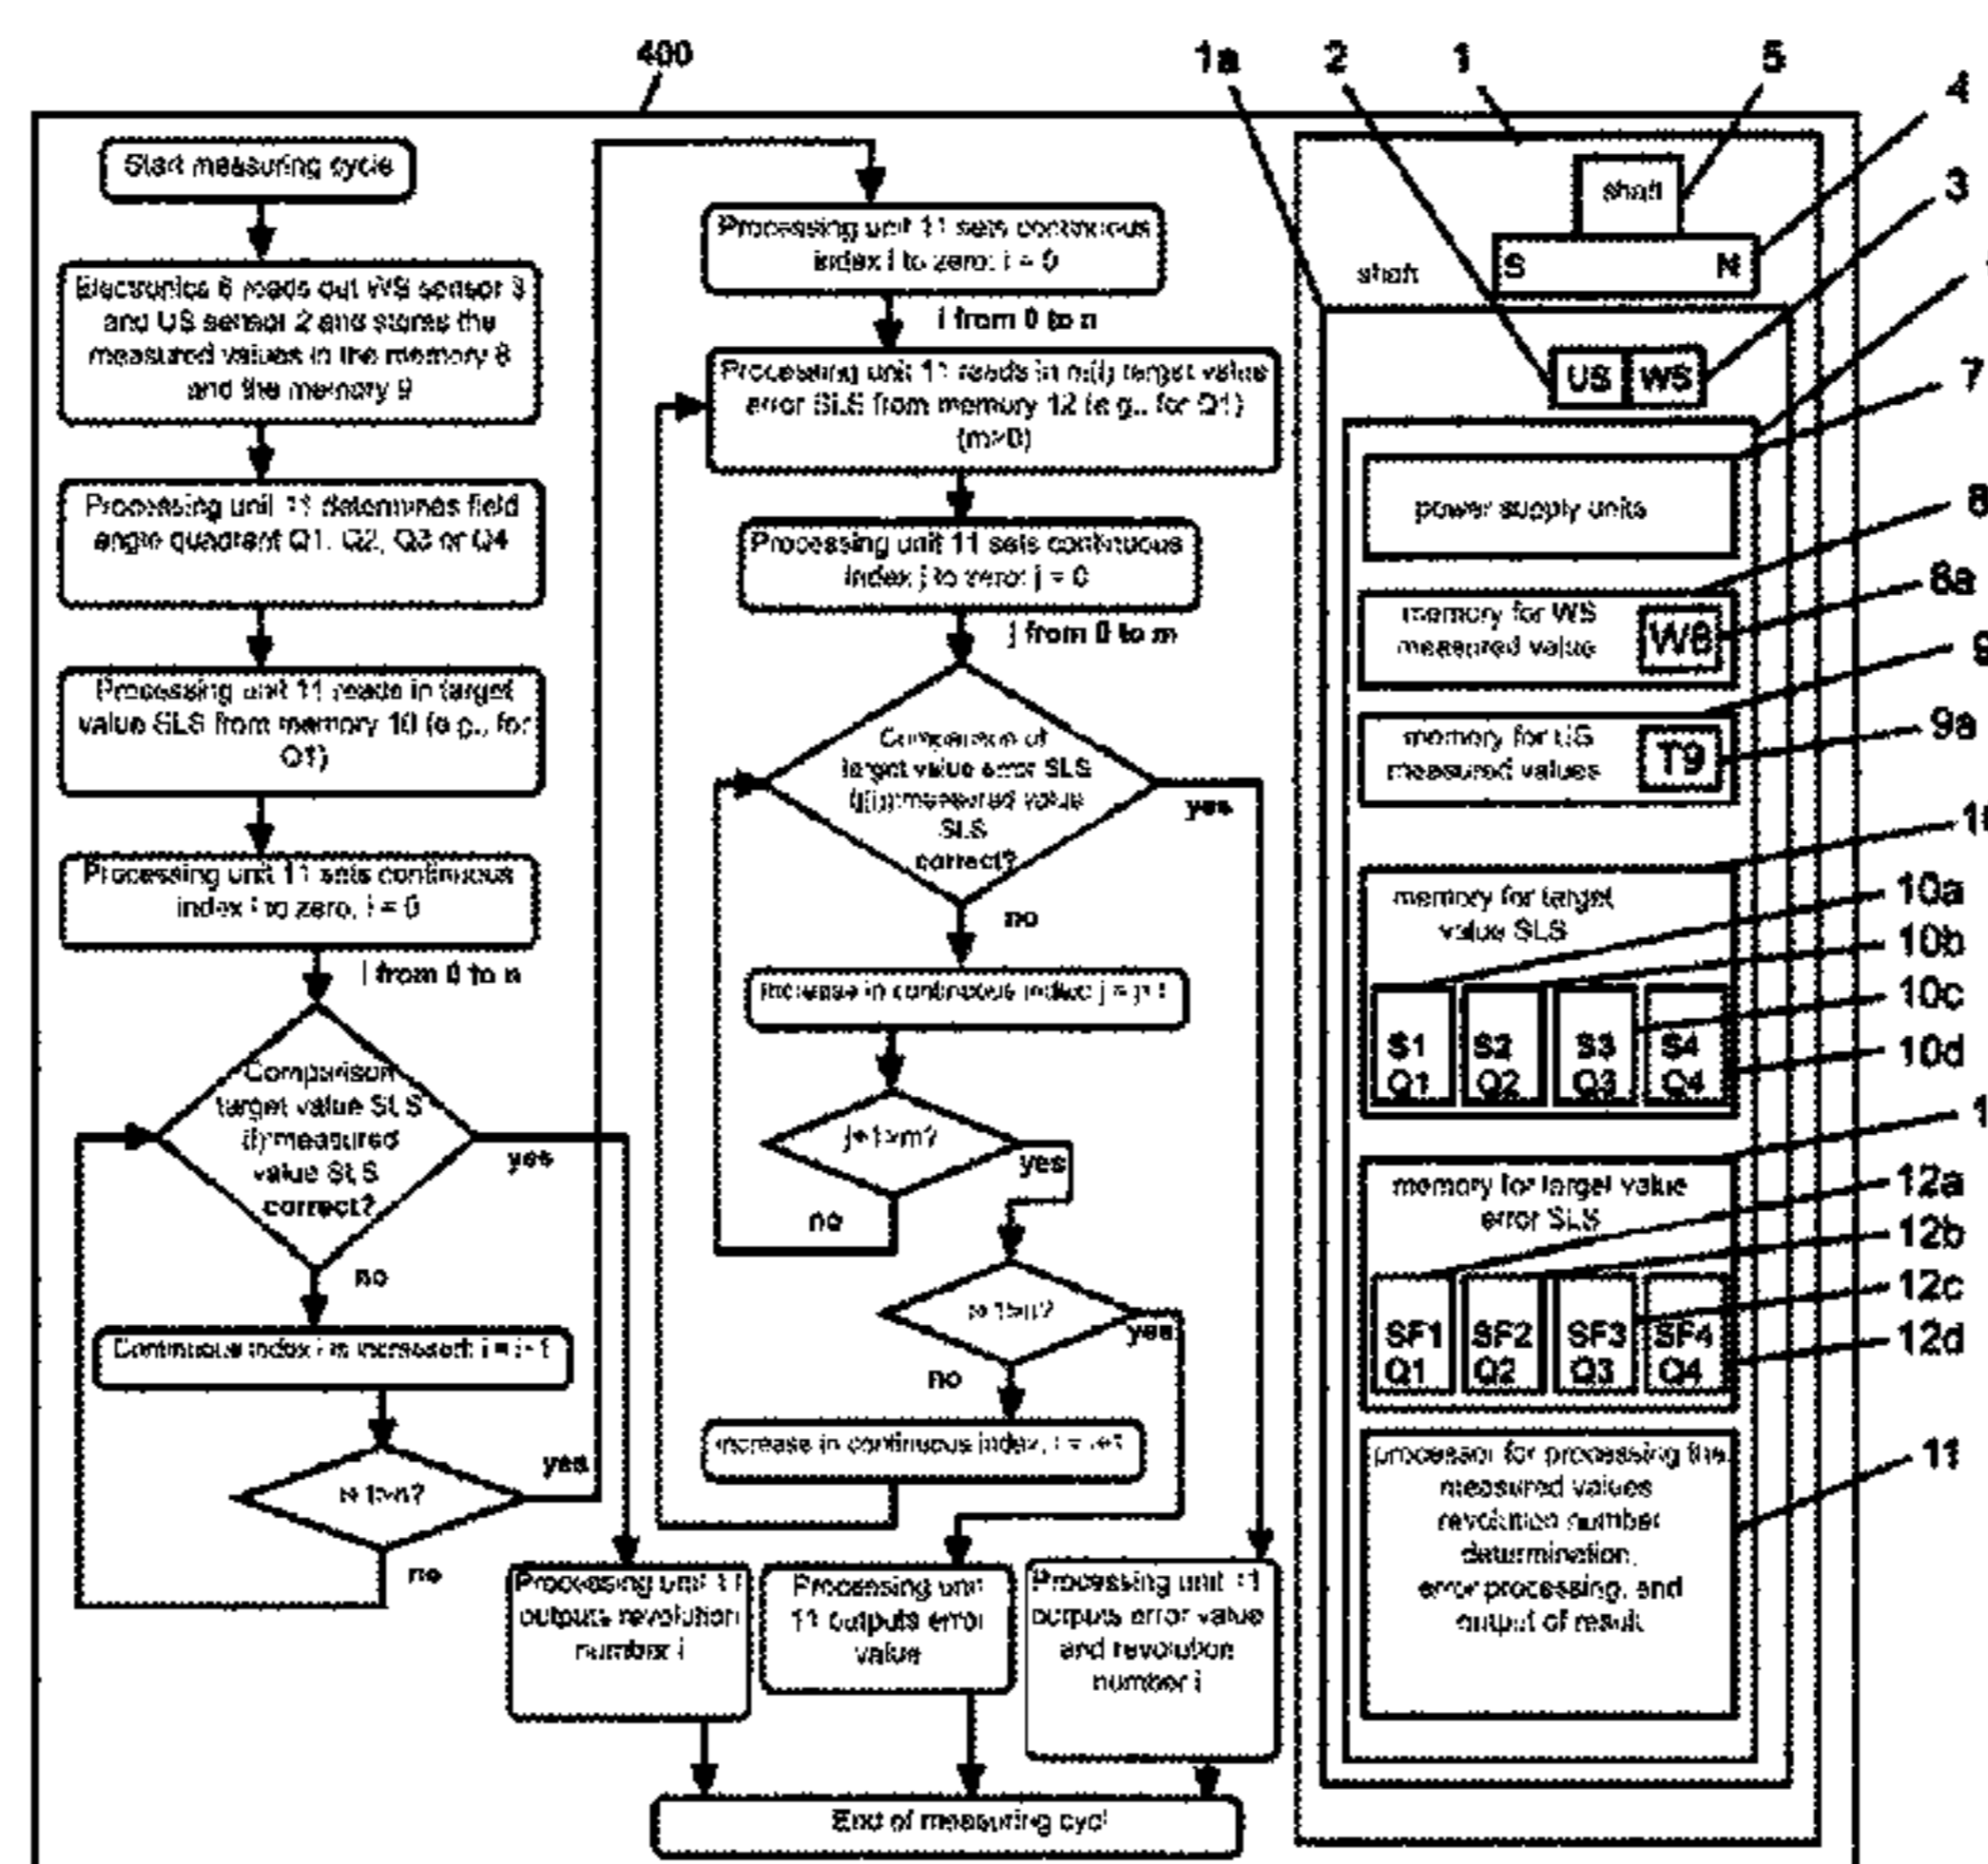 400
Start measuring cycle
Electronics 6 reads out WS sensor 3
and US sensor 2 and stores the
measured values in the memory 8
and the memory 9
Processing unit 11 determines field
angle quadrant Q1, Q2, Q3 or Q4
Processing unit 11 reads in target
value SLS from memory 10 (e.g., for
Q1)
Processing unit 11 sets continuous
index i to zero, i = 0
i from 0 to n
Comparison
target value SLS
(i):measured
value SLS
correct?
yes
no
Continuous index i is increased: i = i+1
yes
no
Processing unit 11 sets continuous
index i to zero: i = 0
i from 0 to n
Processing unit 11 reads in m(i) target value
error SLS from memory 12 (e.g., for Q1)
(m>0)
Processing unit 11 sets continuous
index j to zero: j = 0
j from 0 to m
Comparison of
target value error SLS
measured value
SLS
correct?
yes
no
Increase in continuous index j = j+1
j+1>m?
yes
no
yes
no
Increase in continuous index, i = i+1
Processing unit 11
outputs revolution
number i
Processing unit
11 outputs error
value
Processing unit 11
outputs error value
and revolution
number i
End of measuring cycl
1a
2
1
5
4
3
7
8
8a
9
9a
10a
10b
10c
10d
12a
12b
12c
12d
11
shaft
S N
shaft
US WS
power supply units
memory for WS
measured value
W8
memory for US
measured values
T9
memory for target
value SLS
S1 S2 S3 S4
Q1 Q2 Q3 Q4
memory for target value
error SLS
SF1 SF2 SF3 SF4
Q1 Q2 Q3 Q4
processor for processing the
measured values
revolution number
determination,
error processing, and
output of result